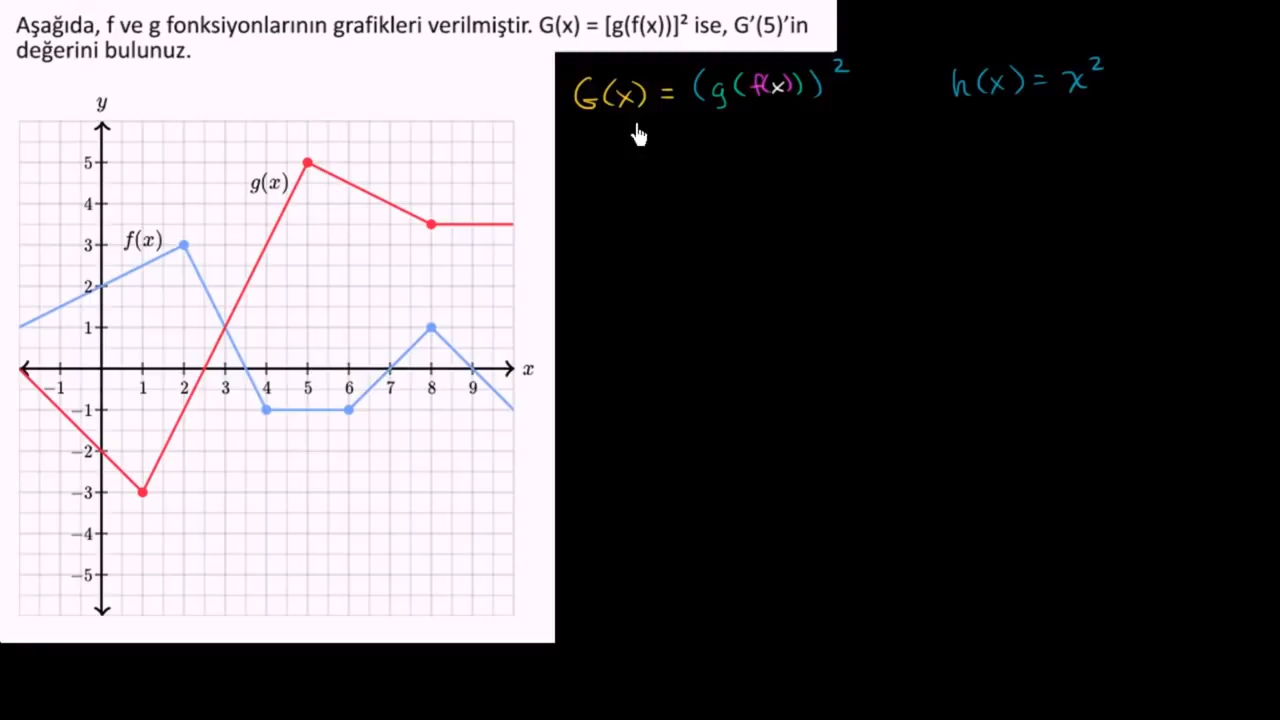 Aşağıda, f ve g fonksiyonlarının grafikleri verilmiştir. G(x) = [g(f(x))]² ise, G’(5)’in
değerini bulunuz.
G(x) = (g(f(x)))² h(x) = x²
y
5
g(x)
4
f(x) 3
2
1
x
−1 1 2 3 4 5 6 7 8 9
−1
−2
−3
−4
−5